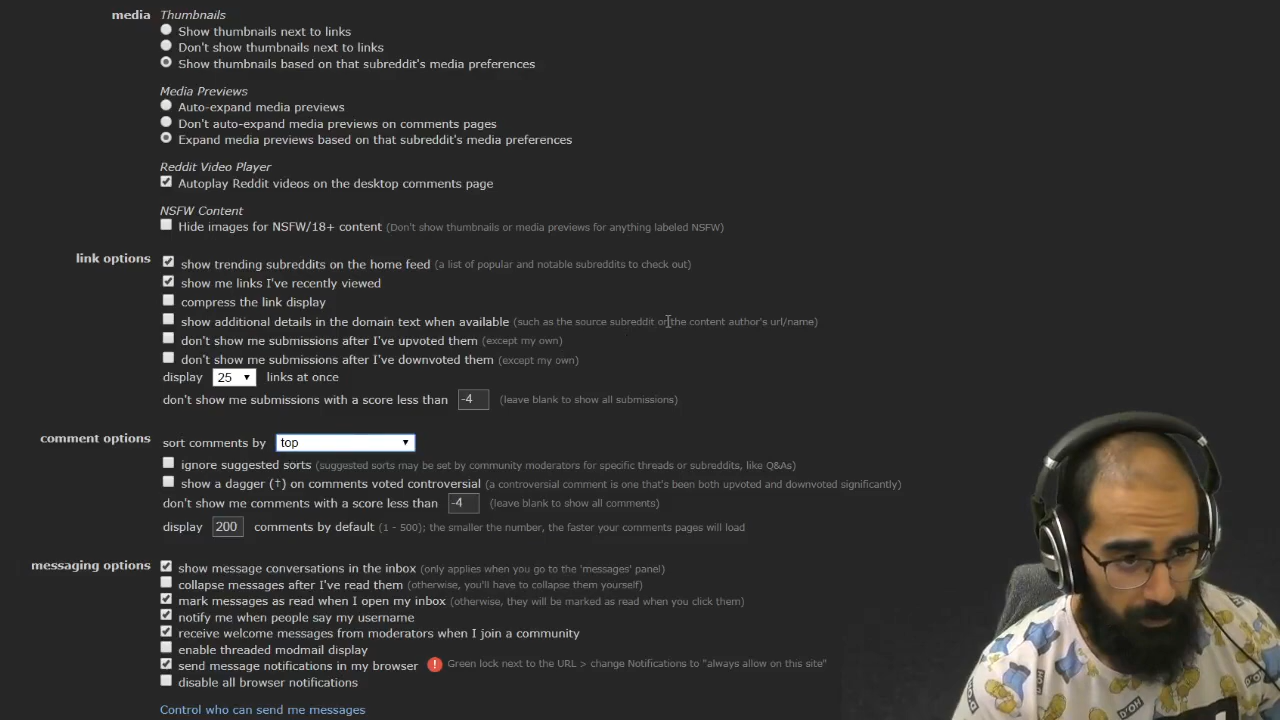 media Thumbnails
Show thumbnails next to links
Don't show thumbnails next to links
Show thumbnails based on that subreddit's media preferences
Media Previews
Auto-expand media previews
Don't auto-expand media previews on comments pages
Expand media previews based on that subreddit's media preferences
Reddit Video Player
Autoplay Reddit videos on the desktop comments page
NSFW Content
Hide images for NSFW/18+ content (Don't show thumbnails or media previews for anything labeled NSFW)
link options show trending subreddits on the home feed (a list of popular and notable subreddits to check out)
show me links I've recently viewed
compress the link display
show additional details in the domain text when available (such as the source subreddit or the content author's url/name)
don't show me submissions after I've upvoted them (except my own)
don't show me submissions after I've downvoted them (except my own)
display 25 links at once
don't show me submissions with a score less than -4 (leave blank to show all submissions)
comment options sort comments by top
ignore suggested sorts (suggested sorts may be set by community moderators for specific threads or subreddits, like Q&As)
show a dagger (†) on comments voted controversial (a controversial comment is one that's been both upvoted and downvoted significantly)
don't show me comments with a score less than -4 (leave blank to show all comments)
display 200 comments by default (1 - 500); the smaller the number, the faster your comments pages will load
messaging options show message conversations in the inbox (only applies when you go to the 'messages' panel)
collapse messages after I've read them (otherwise, you'll have to collapse them yourself)
mark messages as read when I open my inbox (otherwise, they will be marked as read when you click them)
notify me when people say my username
receive welcome messages from moderators when I join a community
enable threaded modmail display
send message notifications in my browser ! Green lock next to the URL > change Notifications to "always allow on this site"
disable all browser notifications
Control who can send me messages
D'OH
D'OH